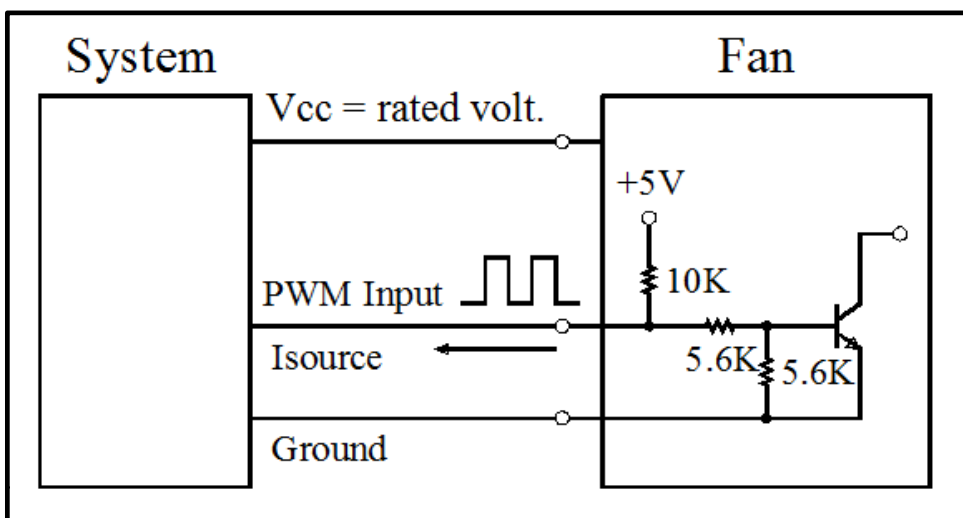 System
Fan
Vcc = rated volt.
+5V
10K
PWM Input
5.6K
5.6K
Isource
Ground